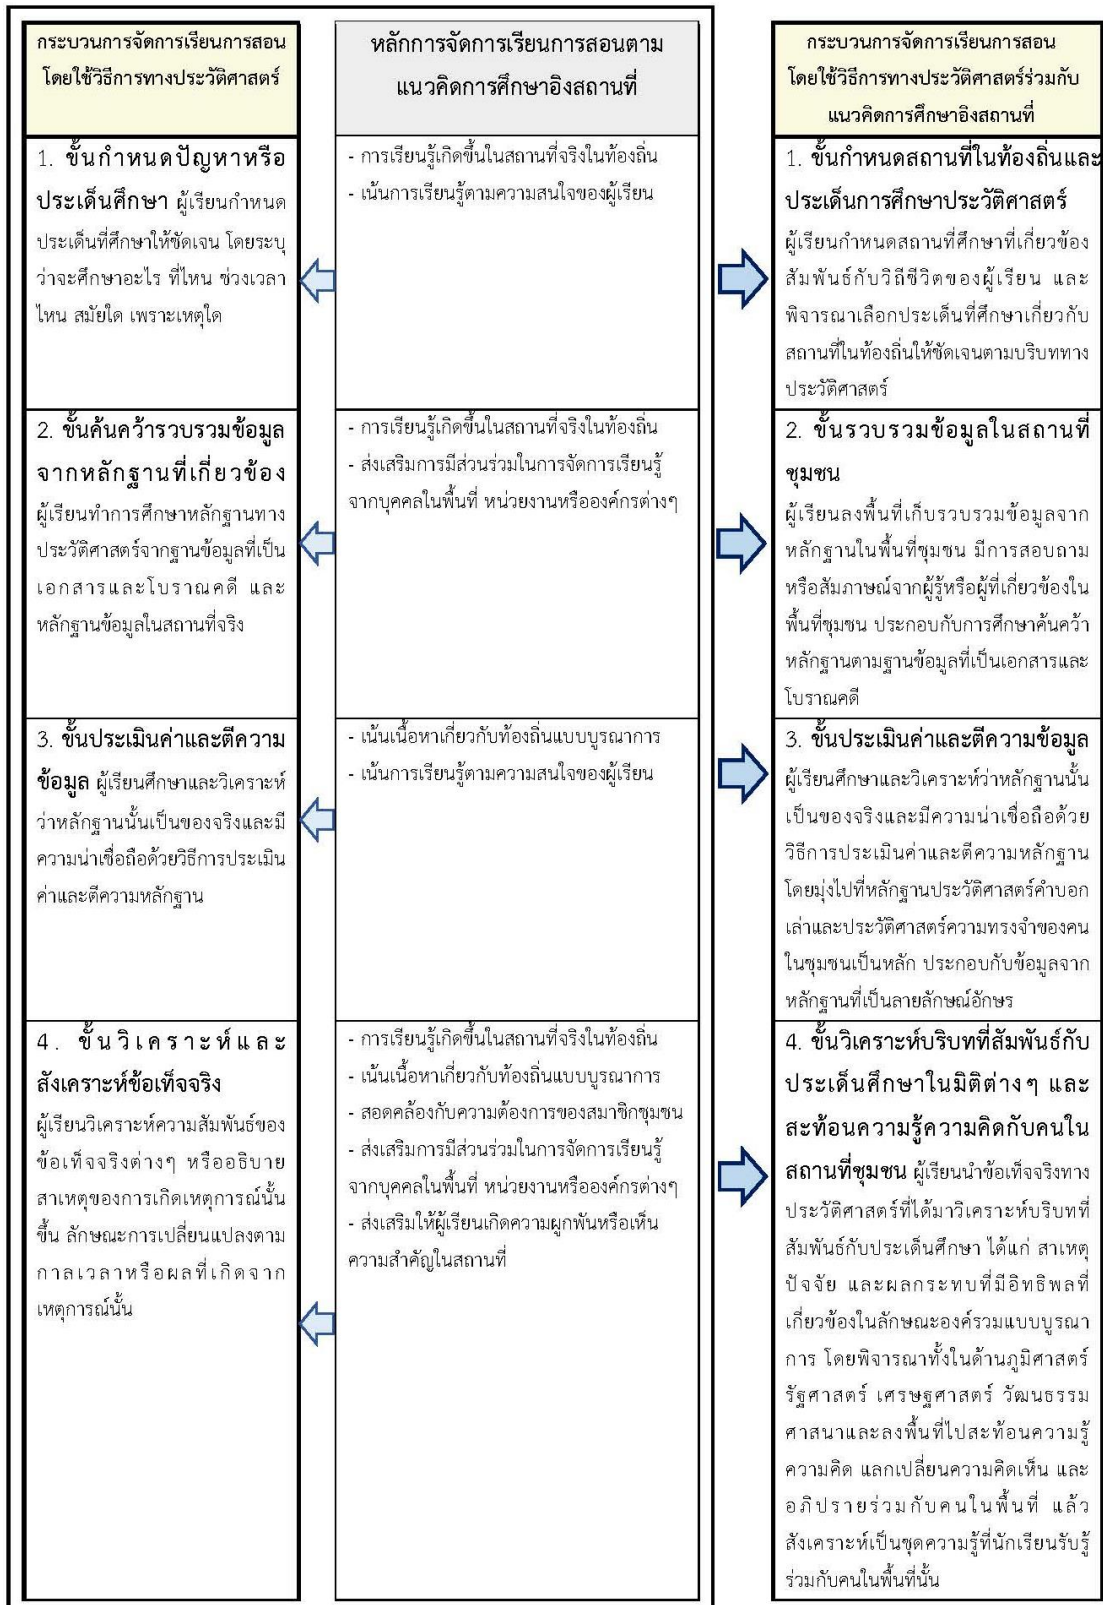 กระบวนการจัดการเรียนการสอน
โดยใช้วิธีการทางประวัติศาสตร์
หลักการจัดการเรียนการสอนตาม
แนวคิดการศึกษาอิงสถานที่
กระบวนการจัดการเรียนการสอน
โดยใช้วิธีการทางประวัติศาสตร์ร่วมกับ
แนวคิดการศึกษาอิงสถานที่
1. ขั้นกำหนดปัญหาหรือ
ประเด็นศึกษา ผู้เรียนกำหนด
ประเด็นที่ศึกษาให้ชัดเจน โดยระบุ
ว่าจะศึกษาอะไร ที่ไหน ช่วงเวลา
ไหน สมัยใด เพราะเหตุใด
- การเรียนรู้เกิดขึ้นในสถานที่จริงในท้องถิ่น
- เน้นการเรียนรู้ตามความสนใจของผู้เรียน
1. ขั้นกำหนดสถานที่ในท้องถิ่นและ
ประเด็นการศึกษาประวัติศาสตร์
ผู้เรียนกำหนดสถานที่ศึกษาที่เกี่ยวข้อง
สัมพันธ์กับวิถีชีวิตของผู้เรียน และ
พิจารณาเลือกประเด็นที่ศึกษาเกี่ยวกับ
สถานที่ในท้องถิ่นให้ชัดเจนตามบริบททาง
ประวัติศาสตร์
2. ขั้นค้นคว้ารวบรวมข้อมูล
จากหลักฐานที่เกี่ยวข้อง
ผู้เรียนทำการศึกษาหลักฐานทาง
ประวัติศาสตร์จากฐานข้อมูลที่เป็น
เอกสารและโบราณคดี และ
หลักฐานข้อมูลในสถานที่จริง
- การเรียนรู้เกิดขึ้นในสถานที่จริงในท้องถิ่น
- ส่งเสริมการมีส่วนร่วมในการจัดการเรียนรู้
จากบุคคลในพื้นที่ หน่วยงานหรือองค์กรต่างๆ
2. ขั้นรวบรวมข้อมูลในสถานที่
ชุมชน
ผู้เรียนลงพื้นที่เก็บรวบรวมข้อมูลจาก
หลักฐานในพื้นที่ชุมชน มีการสอบถาม
หรือสัมภาษณ์จากผู้รู้หรือผู้ที่เกี่ยวข้องใน
พื้นที่ชุมชน ประกอบกับการศึกษาค้นคว้า
หลักฐานตามฐานข้อมูลที่เป็นเอกสารและ
โบราณคดี
3. ขั้นประเมินค่าและตีความ
ข้อมูล ผู้เรียนศึกษาและวิเคราะห์
ว่าหลักฐานนั้นเป็นของจริงและมี
ความน่าเชื่อถือด้วยวิธีการประเมิน
ค่าและตีความหลักฐาน
- เน้นเนื้อหาเกี่ยวกับท้องถิ่นแบบบูรณาการ
- เน้นการเรียนรู้ตามความสนใจของผู้เรียน
3. ขั้นประเมินค่าและตีความข้อมูล
ผู้เรียนศึกษาและวิเคราะห์ว่าหลักฐานนั้น
เป็นของจริงและมีความน่าเชื่อถือด้วย
วิธีการประเมินค่าและตีความหลักฐาน
โดยมุ่งไปที่หลักฐานประวัติศาสตร์คำบอก
เล่าและประวัติศาสตร์ความทรงจำของคน
ในชุมชนเป็นหลัก ประกอบกับข้อมูลจาก
หลักฐานที่เป็นลายลักษณ์อักษร
4. ขั้นวิเคราะห์และ
สังเคราะห์ข้อเท็จจริง
ผู้เรียนวิเคราะห์ความสัมพันธ์ของ
ข้อเท็จจริงต่างๆ หรืออธิบาย
สาเหตุของการเกิดเหตุการณ์นั้น
ขึ้น ลักษณะการเปลี่ยนแปลงตาม
กาลเวลาหรือผลที่เกิดจาก
เหตุการณ์นั้น
- การเรียนรู้เกิดขึ้นในสถานที่จริงในท้องถิ่น
- เน้นเนื้อหาเกี่ยวกับท้องถิ่นแบบบูรณาการ
- สอดคล้องกับความต้องการของสมาชิกชุมชน
- ส่งเสริมการมีส่วนร่วมในการจัดการเรียนรู้
จากบุคคลในพื้นที่ หน่วยงานหรือองค์กรต่างๆ
- ส่งเสริมให้ผู้เรียนเกิดความผูกพันหรือเห็น
ความสำคัญในสถานที่
4. ขั้นวิเคราะห์บริบทที่สัมพันธ์กับ
ประเด็นศึกษาในมิติต่างๆ และ
สะท้อนความรู้ความคิดกับคนใน
สถานที่ชุมชน ผู้เรียนนำข้อเท็จจริงทาง
ประวัติศาสตร์ที่ได้มาวิเคราะห์บริบทที่
สัมพันธ์กับประเด็นศึกษา ได้แก่ สาเหตุ
ปัจจัย และผลกระทบที่มีอิทธิพลที่
เกี่ยวข้องในลักษณะองค์รวมแบบบูรณา
การ โดยพิจารณาทั้งในด้านภูมิศาสตร์
รัฐศาสตร์ เศรษฐศาสตร์ วัฒนธรรม
ศาสนาและลงพื้นที่ไปสะท้อนความรู้
ความคิด แลกเปลี่ยนความคิดเห็น และ
อภิปรายร่วมกับคนในพื้นที่ แล้ว
สังเคราะห์เป็นชุดความรู้ที่นักเรียนรับรู้
ร่วมกับคนในพื้นที่นั้น